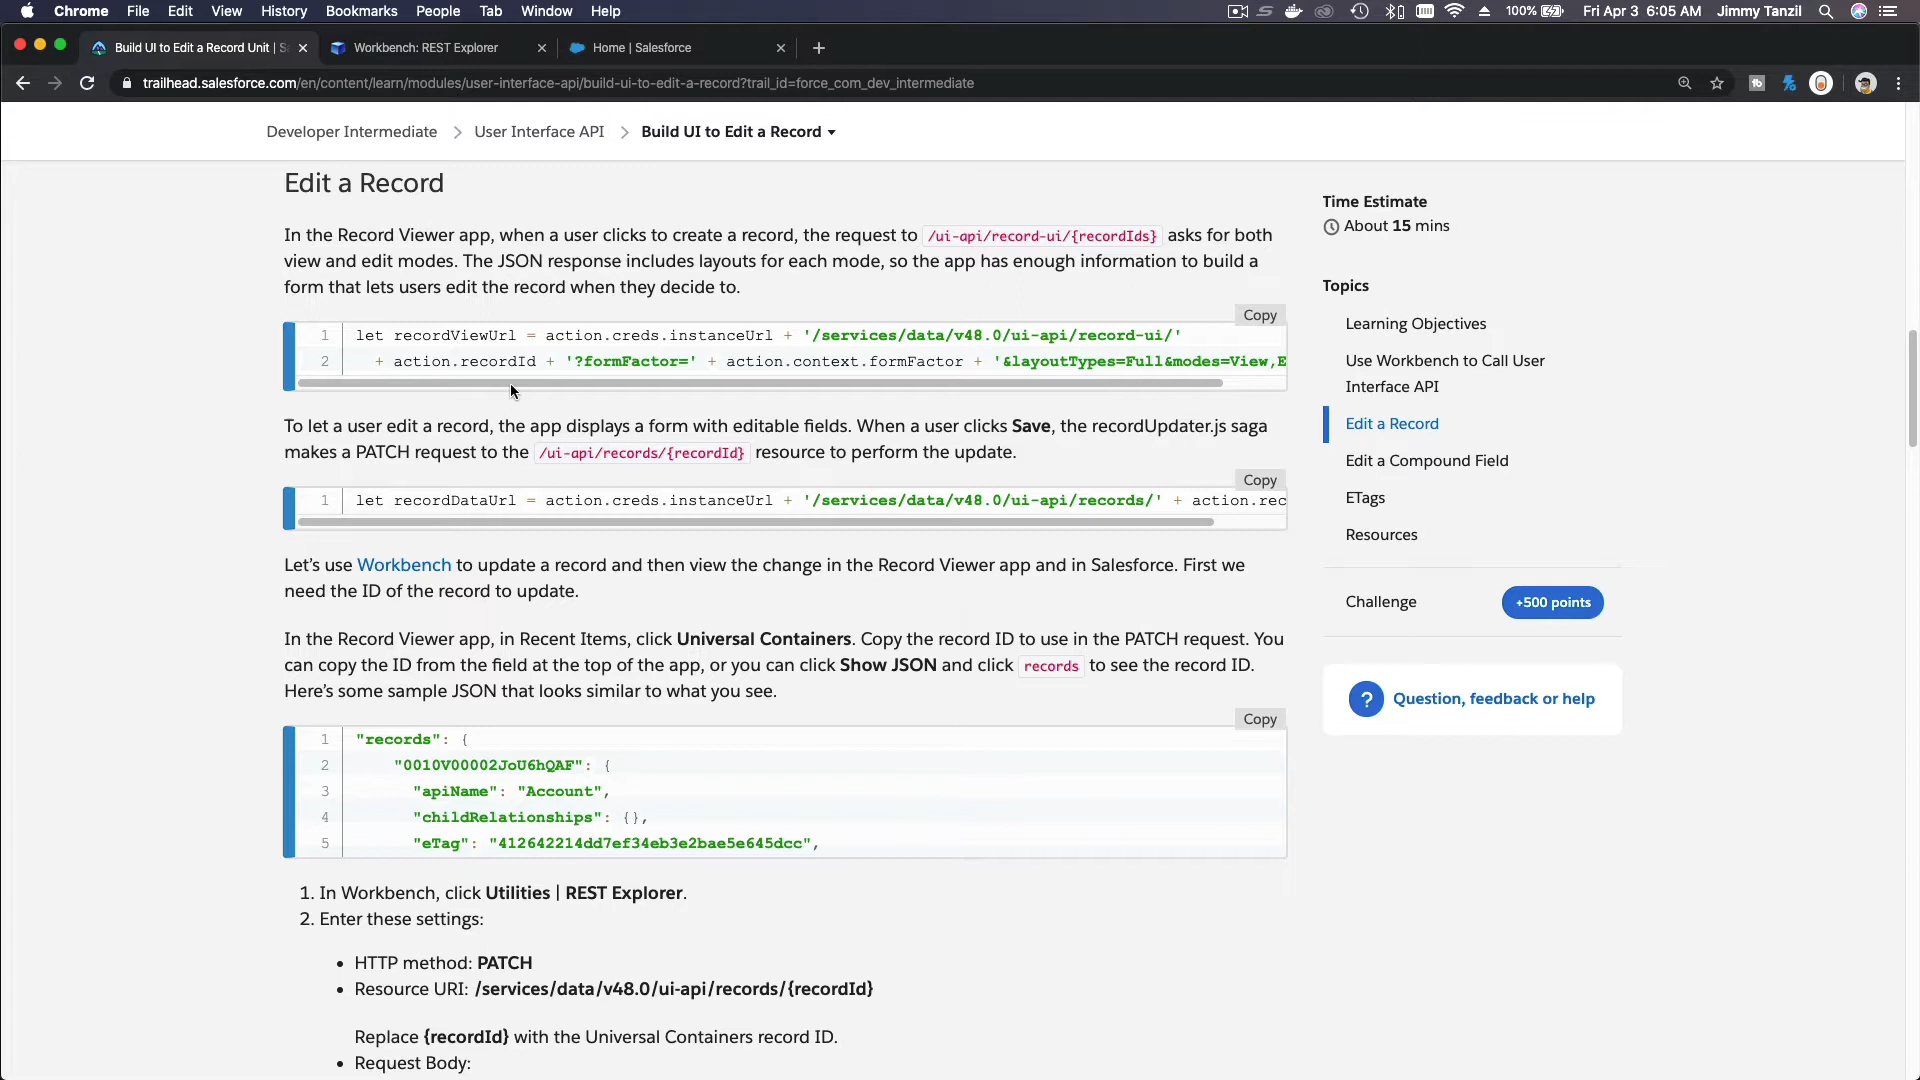 Chrome File Edit View History Bookmarks People Tab Window Help 100% Fri Apr 3 6:05 AM Jimmy Tanzil
Build UI to Edit a Record Unit | S Workbench: REST Explorer Home | Salesforce
trailhead.salesforce.com/en/content/learn/modules/user-interface-api/build-ui-to-edit-a-record?trail_id=force_com_dev_intermediate
Developer Intermediate > User Interface API > Build UI to Edit a Record
Edit a Record
In the Record Viewer app, when a user clicks to create a record, the request to /ui-api/record-ui/{recordIds} asks for both
view and edit modes. The JSON response includes layouts for each mode, so the app has enough information to build a
form that lets users edit the record when they decide to.
Copy
1 let recordViewUrl = action.creds.instanceUrl + '/services/data/v48.0/ui-api/record-ui/'
2 + action.recordId + '?formFactor=' + action.context.formFactor + '&layoutTypes=Full&modes=View,E
To let a user edit a record, the app displays a form with editable fields. When a user clicks Save, the recordUpdater.js saga
makes a PATCH request to the /ui-api/records/{recordId} resource to perform the update.
Copy
1 let recordDataUrl = action.creds.instanceUrl + '/services/data/v48.0/ui-api/records/' + action.rec
Let's use Workbench to update a record and then view the change in the Record Viewer app and in Salesforce. First we
need the ID of the record to update.
In the Record Viewer app, in Recent Items, click Universal Containers. Copy the record ID to use in the PATCH request. You
can copy the ID from the field at the top of the app, or you can click Show JSON and click records to see the record ID.
Here's some sample JSON that looks similar to what you see.
Copy
1 "records": {
2 "0010V00002JoU6hQAF": {
3 "apiName": "Account",
4 "childRelationships": {},
5 "eTag": "412642214dd7ef34eb3e2bae5e645dcc",
1. In Workbench, click Utilities | REST Explorer.
2. Enter these settings:
• HTTP method: PATCH
• Resource URI: /services/data/v48.0/ui-api/records/{recordId}
Replace {recordId} with the Universal Containers record ID.
• Request Body:
Time Estimate
About 15 mins
Topics
Learning Objectives
Use Workbench to Call User
Interface API
Edit a Record
Edit a Compound Field
ETags
Resources
Challenge +500 points
? Question, feedback or help